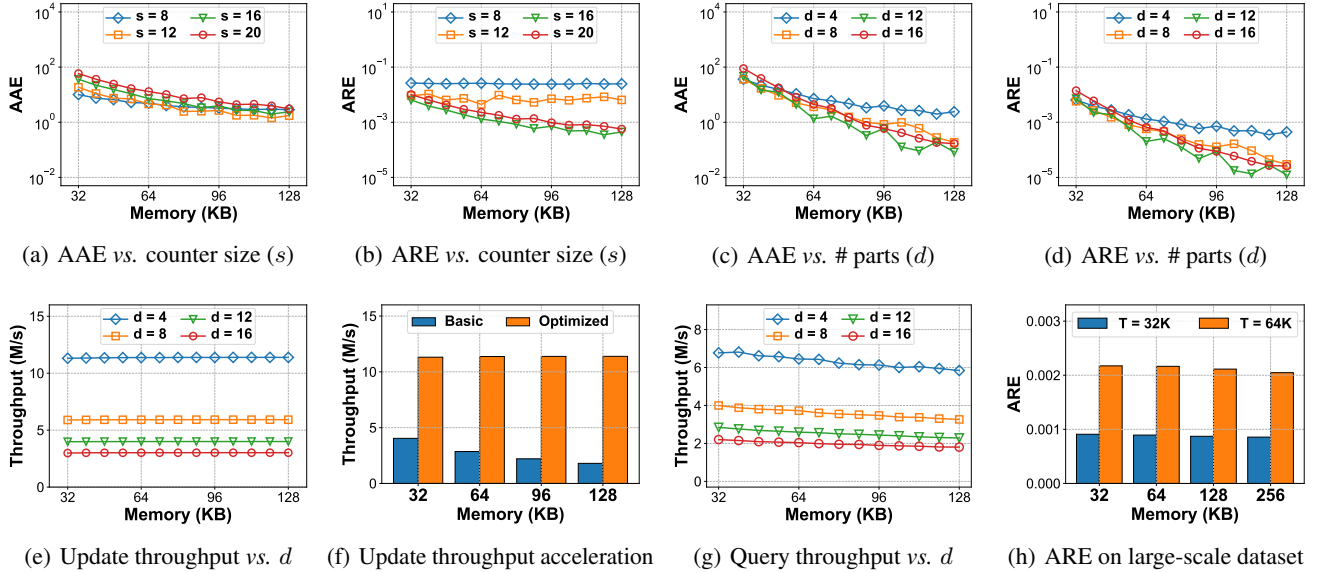 s = 8 s = 16
s = 12 s = 20
AAE
10^4
10^2
10^0
10^-2
32 64 96 128
Memory (KB)
(a) AAE vs. counter size (s)
s = 8 s = 16
s = 12 s = 20
ARE
10^1
10^-1
10^-3
10^-5
32 64 96 128
Memory (KB)
(b) ARE vs. counter size (s)
d = 4 d = 12
d = 8 d = 16
AAE
10^4
10^2
10^0
10^-2
32 64 96 128
Memory (KB)
(c) AAE vs. # parts (d)
d = 4 d = 12
d = 8 d = 16
ARE
10^1
10^-1
10^-3
10^-5
32 64 96 128
Memory (KB)
(d) ARE vs. # parts (d)
d = 4 d = 12
d = 8 d = 16
Throughput (M/s)
15
10
5
0
32 64 96 128
Memory (KB)
(e) Update throughput vs. d
Basic Optimized
Throughput (M/s)
15
10
5
0
32 64 96 128
Memory (KB)
(f) Update throughput acceleration
d = 4 d = 12
d = 8 d = 16
Throughput (M/s)
8
6
4
2
0
32 64 96 128
Memory (KB)
(g) Query throughput vs. d
T = 32K T = 64K
ARE
0.003
0.002
0.001
0.000
32 64 128 256
Memory (KB)
(h) ARE on large-scale dataset